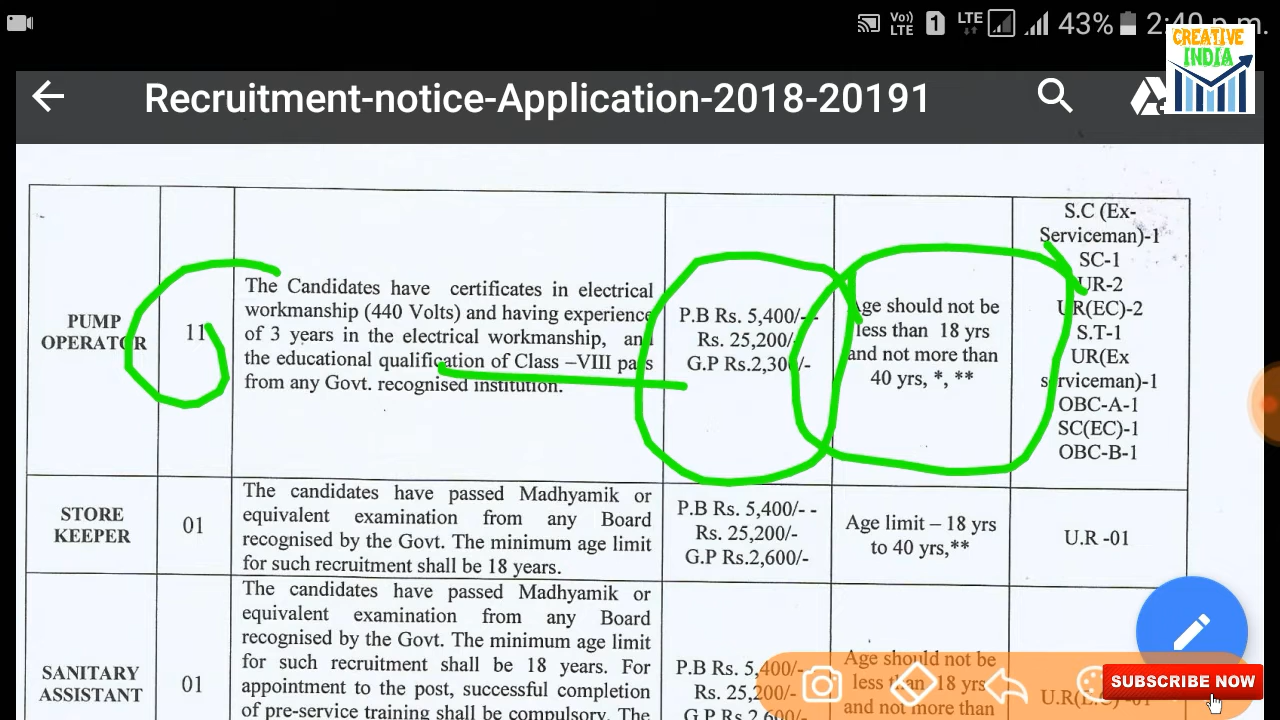 Vo)) LTE 1 LTE 43% 2:40 p.m.
CREATIVE
INDIA
Recruitment-notice-Application-2018-20191
PUMP
OPERATOR
11
The Candidates have certificates in electrical
workmanship (440 Volts) and having experience
of 3 years in the electrical workmanship, and
the educational qualification of Class –VIII pass
from any Govt. recognised institution.
P.B Rs. 5,400/- -
Rs. 25,200/-
G.P Rs.2,300/-
Age should not be
less than 18 yrs
and not more than
40 yrs, *, **
S.C (Ex-
Serviceman)-1
SC-1
UR-2
UR(EC)-2
S.T-1
UR(Ex
serviceman)-1
OBC-A-1
SC(EC)-1
OBC-B-1
STORE
KEEPER
01
The candidates have passed Madhyamik or
equivalent examination from any Board
recognised by the Govt. The minimum age limit
for such recruitment shall be 18 years.
P.B Rs. 5,400/- -
Rs. 25,200/-
G.P Rs.2,600/-
Age limit – 18 yrs
to 40 yrs,**
U.R -01
SANITARY
ASSISTANT
01
The candidates have passed Madhyamik or
equivalent examination from any Board
recognised by the Govt. The minimum age limit
for such recruitment shall be 18 years. For
appointment to the post, successful completion
of pre-service training shall be compulsory. The
P.B Rs. 5,400/-
Rs. 25,200/-
G.P Rs.2,600/-
Age should not be
less than 18 yrs
and not more than
SUBSCRIBE NOW